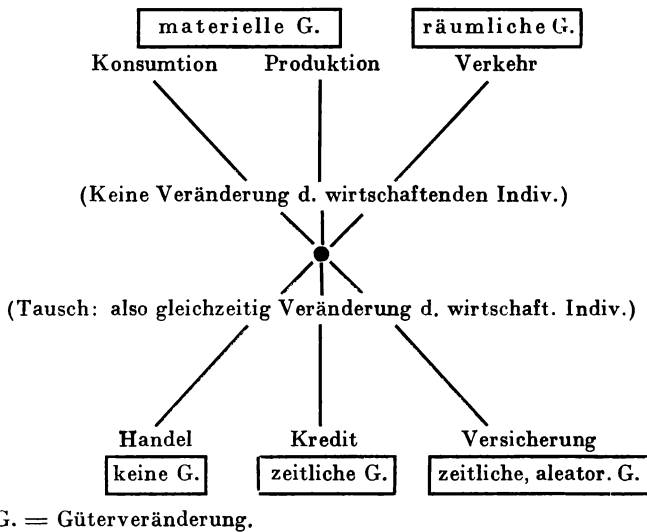 materielle G. räumliche G.
Konsumtion Produktion Verkehr
(Keine Veränderung d. wirtschaftenden Indiv.)
(Tausch: also gleichzeitig Veränderung d. wirtschaft. Indiv.)
Handel Kredit Versicherung
keine G. zeitliche G. zeitliche, aleator. G.
G. = Güterveränderung.